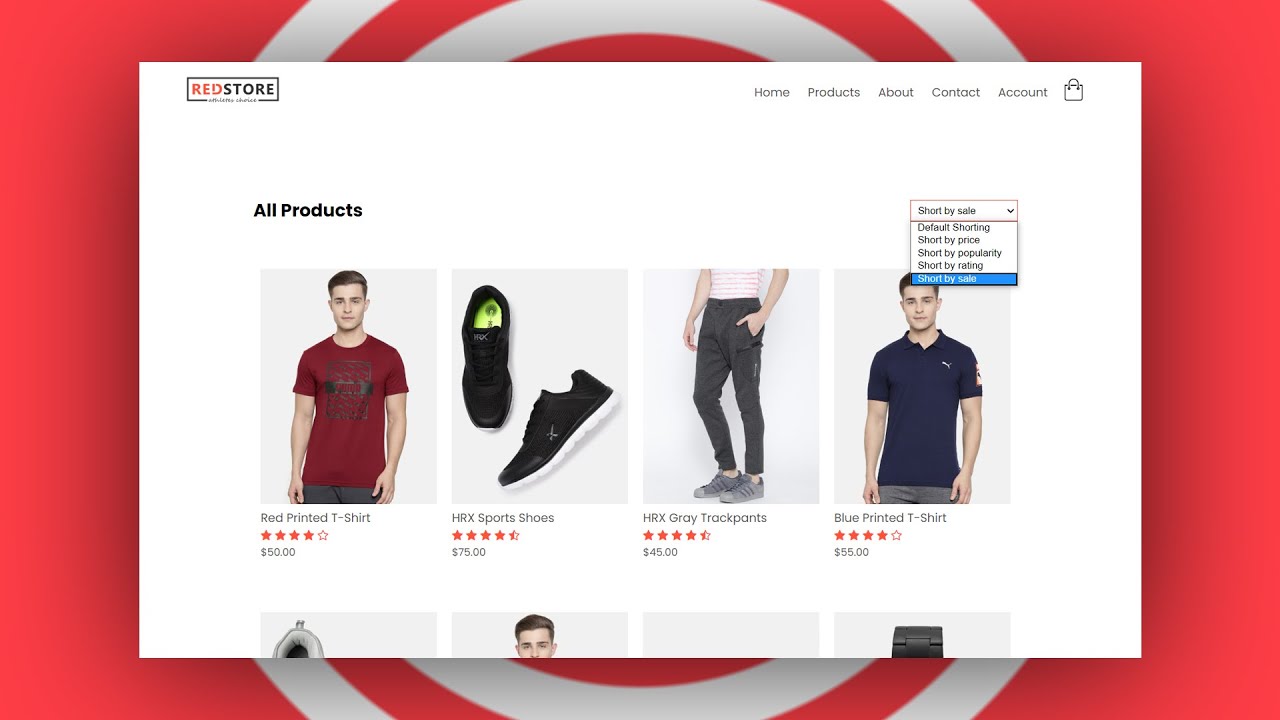 REDSTORE
athletes choice
Home Products About Contact Account
All Products
Short by sale
Default Shorting
Short by price
Short by popularity
Short by rating
Short by sale
HRX
Red Printed T-Shirt
HRX Sports Shoes
HRX Gray Trackpants
Blue Printed T-Shirt
$50.00
$75.00
$45.00
$55.00